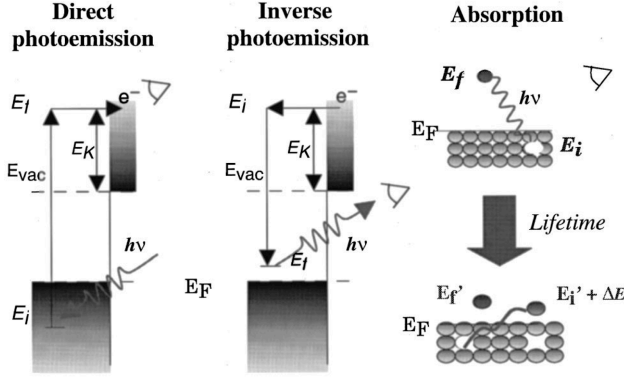 Direct
photoemission
Inverse
photoemission
Absorption
E_f
e⁻
E_K
E_vac
hν
E_i
E_i
e⁻
E_K
E_vac
hν
E_f
E_F
E_f
hν
E_F
E_i
Lifetime
E_f'
E_i' + ΔE
E_F